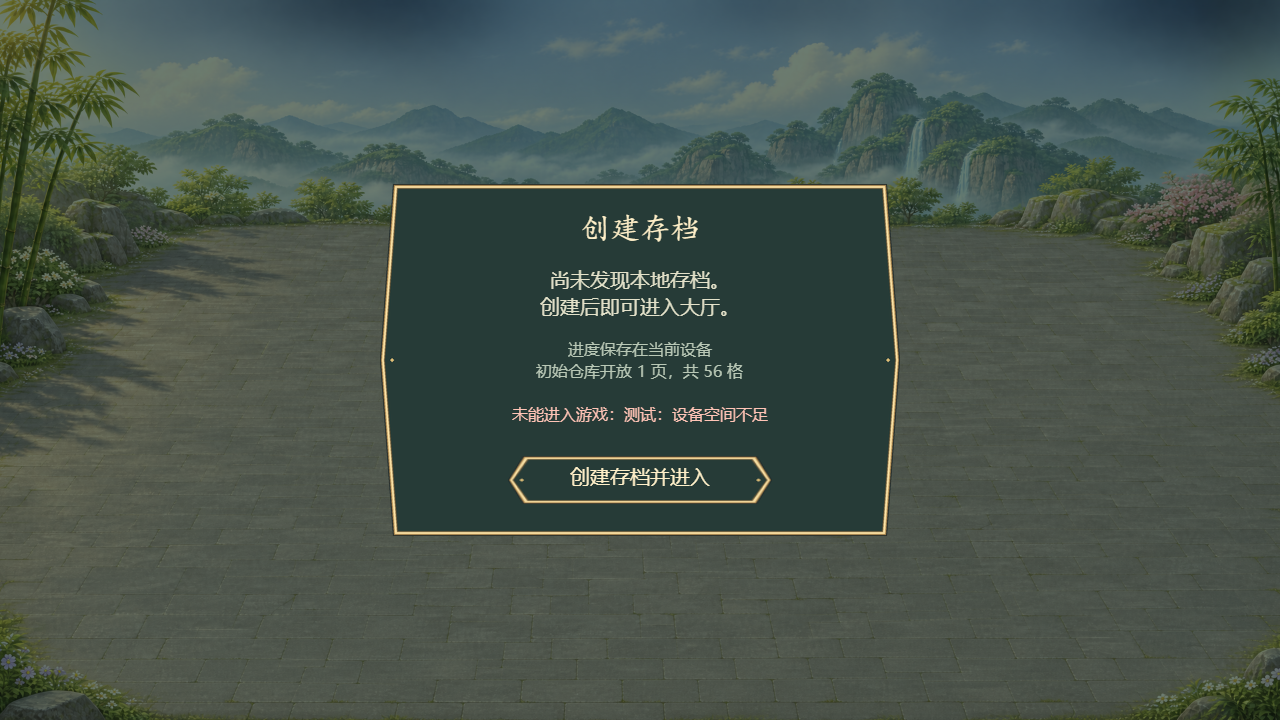 创建存档
尚未发现本地存档。
创建后即可进入大厅。
进度保存在当前设备
初始仓库开放 1 页，共 56 格
未能进入游戏：测试：设备空间不足
创建存档并进入